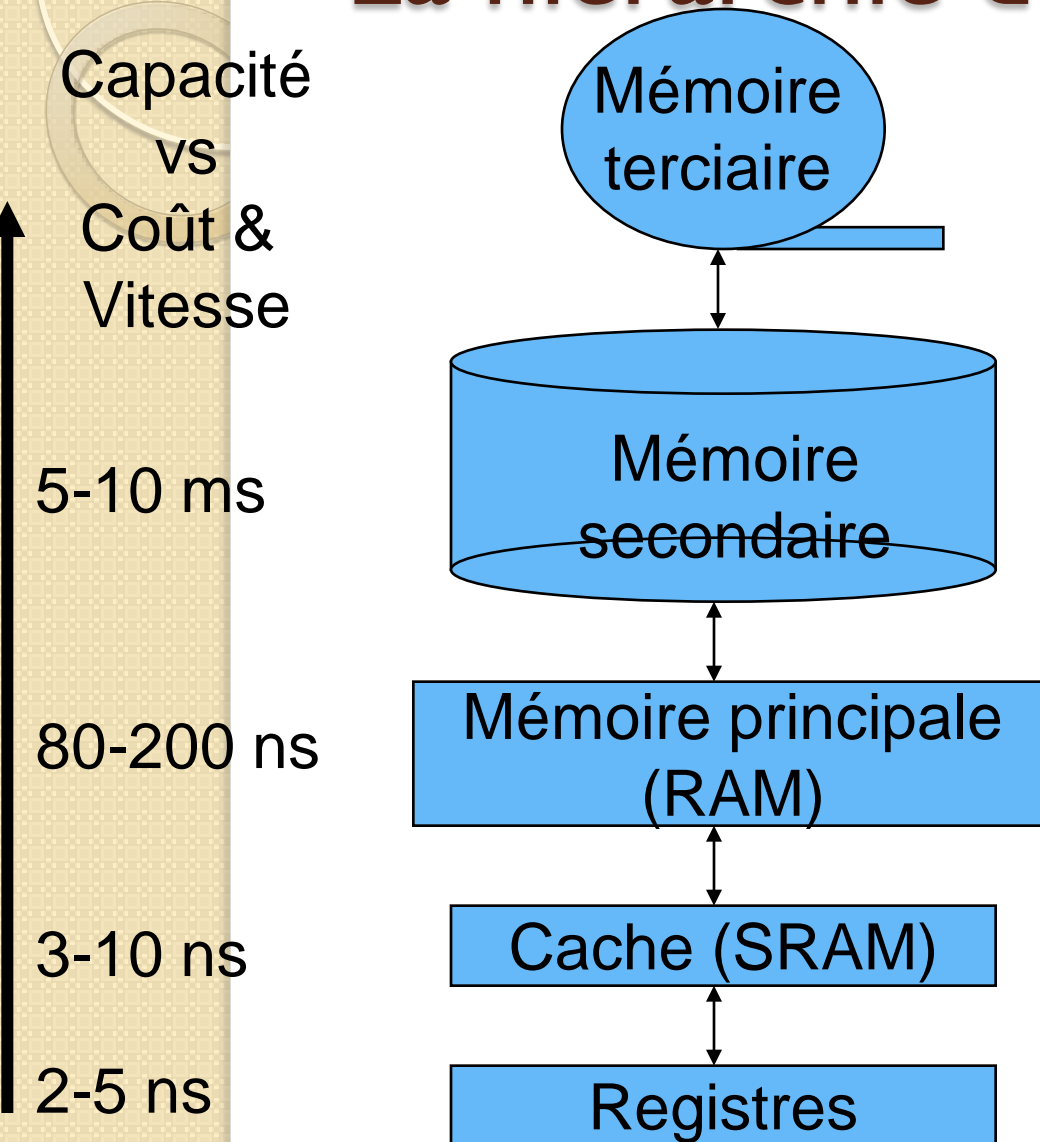 Capacité
vs
Coût &
Vitesse
Mémoire
terciaire
5-10 ms
Mémoire
secondaire
80-200 ns
Mémoire principale
(RAM)
3-10 ns
Cache (SRAM)
2-5 ns
Registres